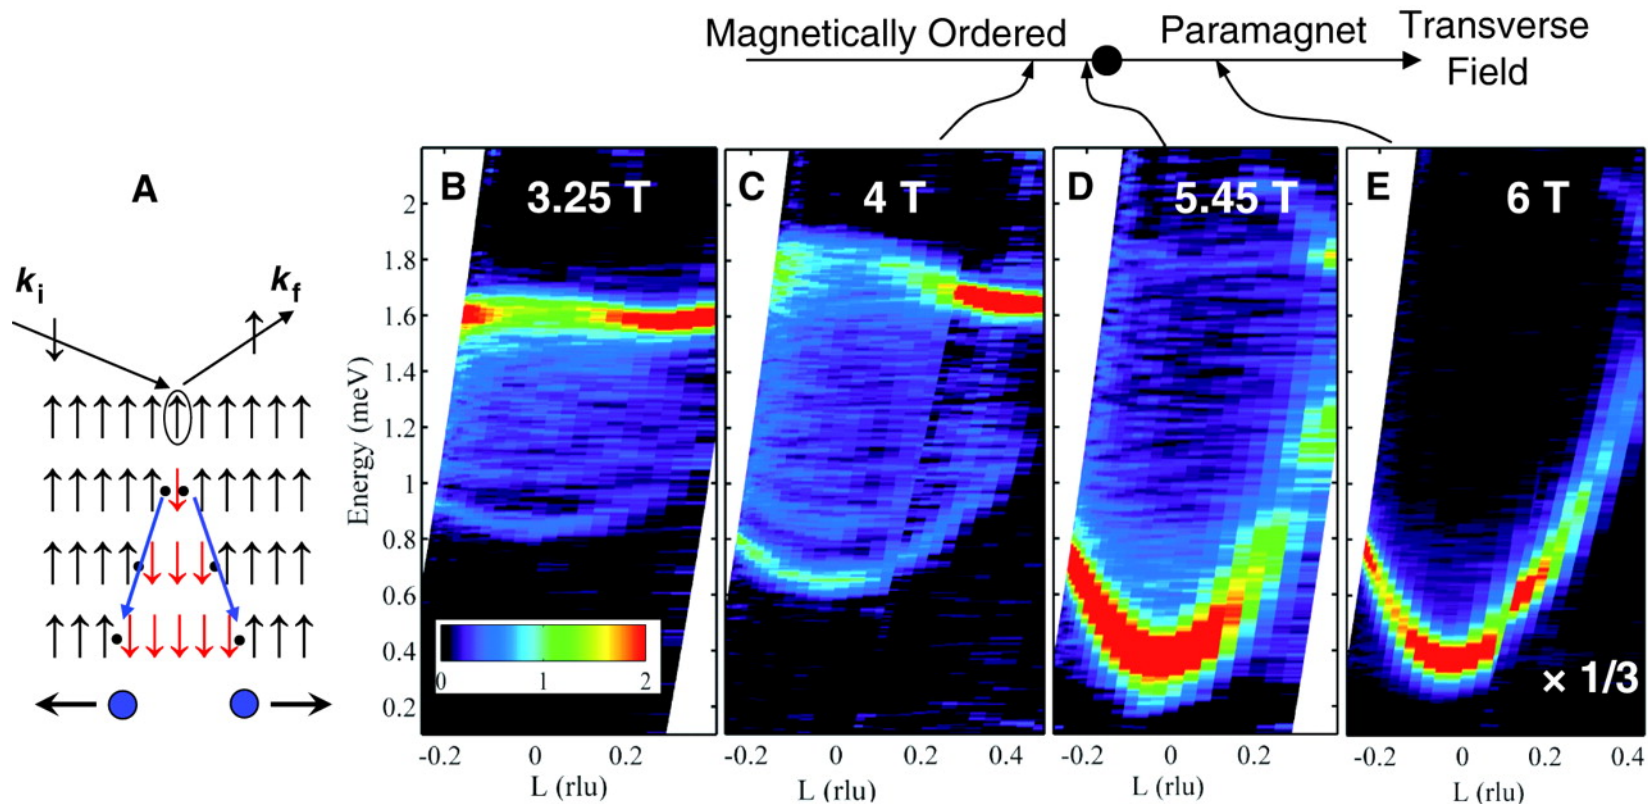 Magnetically Ordered
Paramagnet
Transverse
Field
A
ki
kf
B
3.25 T
C
4 T
D
5.45 T
E
6 T
× 1/3
Energy (meV)
2
1.8
1.6
1.4
1.2
1
0.8
0.6
0.4
0.2
0 1 2
-0.2 0 0.2
L (rlu)
-0.2 0 0.2 0.4
L (rlu)
-0.2 0 0.2
L (rlu)
-0.2 0 0.2 0.4
L (rlu)